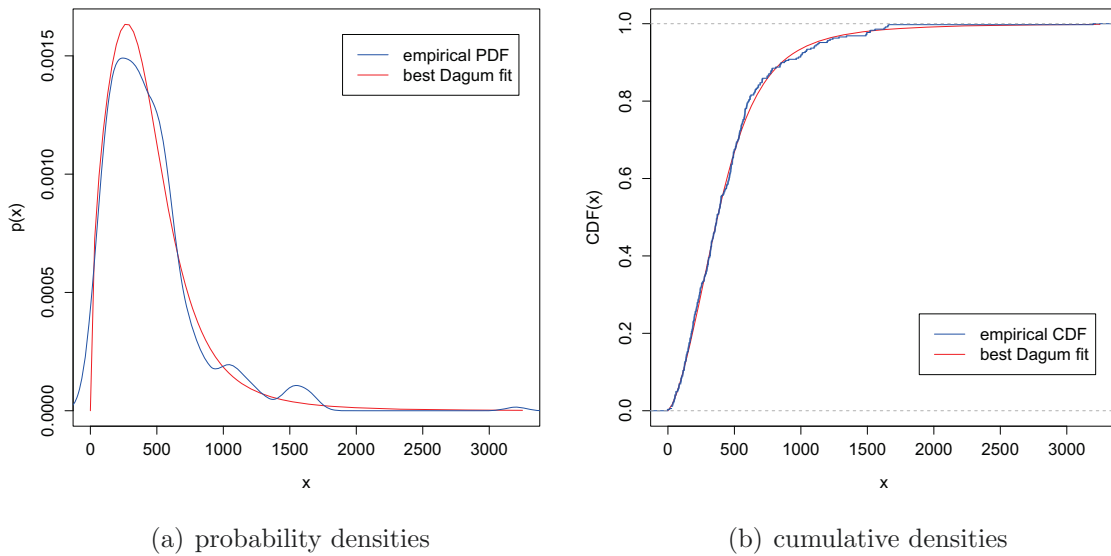 p(x)
0.0000
0.0005
0.0010
0.0015
empirical PDF
best Dagum fit
0 500 1000 1500 2000 2500 3000
x
(a) probability densities
CDF(x)
0.0
0.2
0.4
0.6
0.8
1.0
empirical CDF
best Dagum fit
0 500 1000 1500 2000 2500 3000
x
(b) cumulative densities